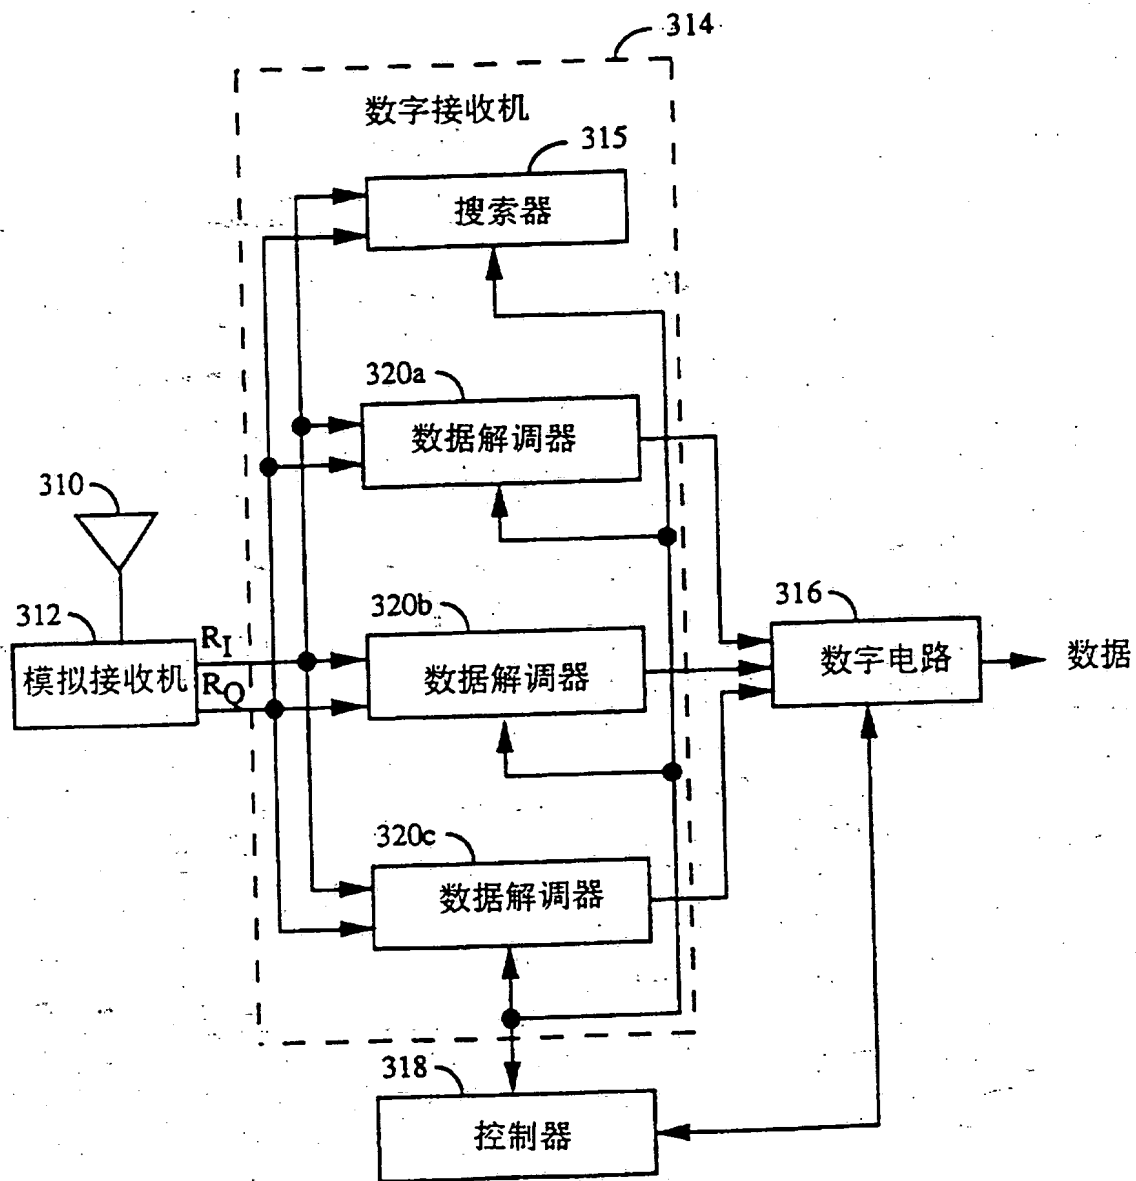 314
数字接收机
315
搜索器
320a
数据解调器
310
312
模拟接收机
R_I
R_Q
320b
数据解调器
316
数字电路
数据
320c
数据解调器
318
控制器